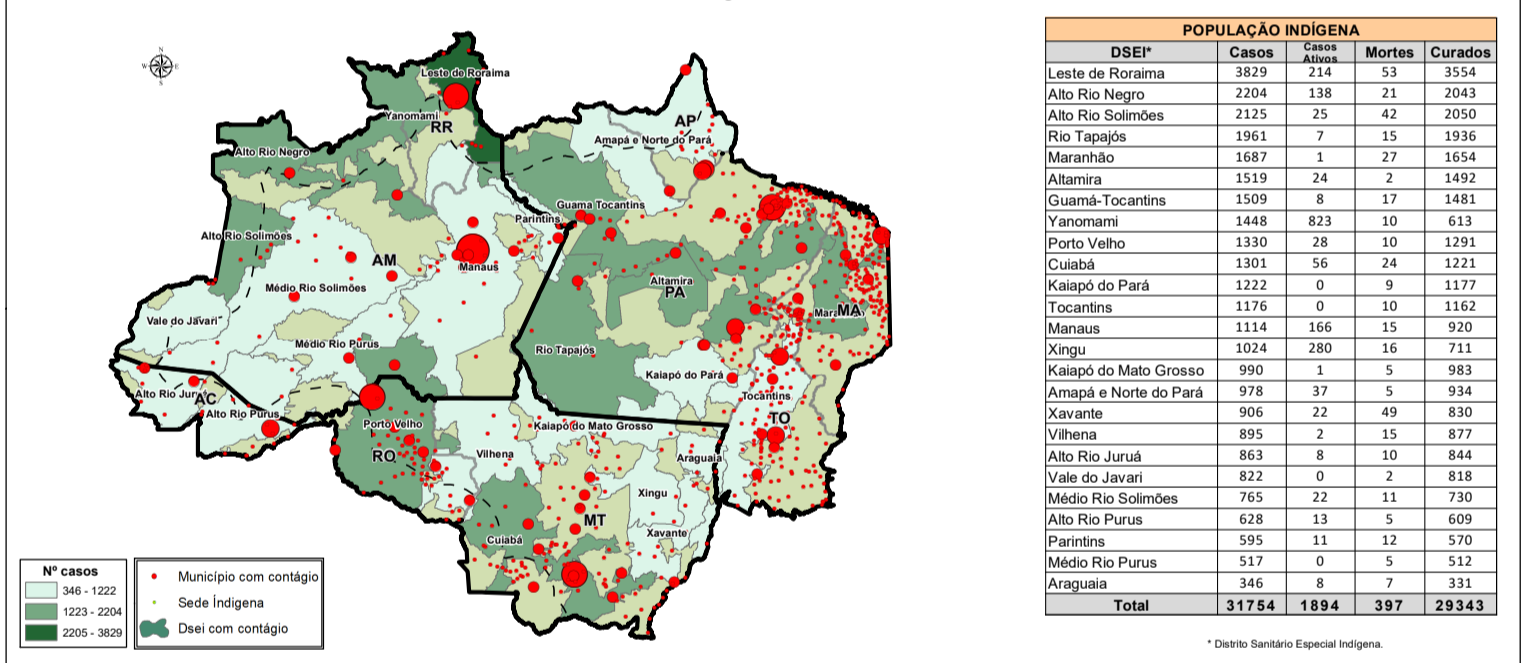 N
W E
S
Leste de Roraima
Yanomami
RR
Alto Rio Negro
AP
Amapá e Norte do Pará
Guama Tocantins
Parintins
Alto Rio Solimões
AM
Manaus
Médio Rio Solimões
Altamira
PA
MA
Vale do Javari
Médio Rio Purus
Rio Tapajós
Kaiapó do Pará
Alto Rio Juruá
AC
Alto Rio Purus
Tocantins
TO
Porto Velho
Kaiapó do Mato Grosso
RO
Vilhena
Araguaia
Xingu
MT
Xavante
Cuiabá
Nº casos
346 - 1222
1223 - 2204
2205 - 3829
Município com contágio
Sede Índigena
Dsei com contágio
POPULAÇÃO INDÍGENA
DSEI* Casos Casos Ativos Mortes Curados
Leste de Roraima 3829 214 53 3554
Alto Rio Negro 2204 138 21 2043
Alto Rio Solimões 2125 25 42 2050
Rio Tapajós 1961 7 15 1936
Maranhão 1687 1 27 1654
Altamira 1519 24 2 1492
Guamá-Tocantins 1509 8 17 1481
Yanomami 1448 823 10 613
Porto Velho 1330 28 10 1291
Cuiabá 1301 56 24 1221
Kaiapó do Pará 1222 0 9 1177
Tocantins 1176 0 10 1162
Manaus 1114 166 15 920
Xingu 1024 280 16 711
Kaiapó do Mato Grosso 990 1 5 983
Amapá e Norte do Pará 978 37 5 934
Xavante 906 22 49 830
Vilhena 895 2 15 877
Alto Rio Juruá 863 8 10 844
Vale do Javari 822 0 2 818
Médio Rio Solimões 765 22 11 730
Alto Rio Purus 628 13 5 609
Parintins 595 11 12 570
Médio Rio Purus 517 0 5 512
Araguaia 346 8 7 331
Total 31754 1894 397 29343
* Distrito Sanitário Especial Indígena.